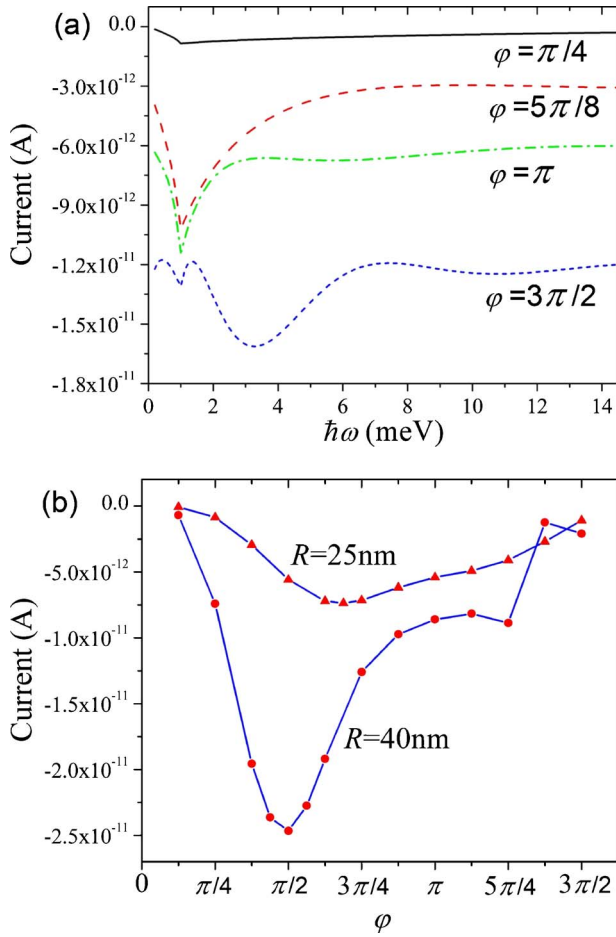 (a)
0.0
-3.0x10⁻¹²
-6.0x10⁻¹²
-9.0x10⁻¹²
-1.2x10⁻¹¹
-1.5x10⁻¹¹
-1.8x10⁻¹¹
Current (A)
φ=π/4
φ=5π/8
φ=π
φ=3π/2
0 2 4 6 8 10 12 14
ħω (meV)
(b)
0.0
-5.0x10⁻¹²
-1.0x10⁻¹¹
-1.5x10⁻¹¹
-2.0x10⁻¹¹
-2.5x10⁻¹¹
Current (A)
R=25nm
R=40nm
0 π/4 π/2 3π/4 π 5π/4 3π/2
φ